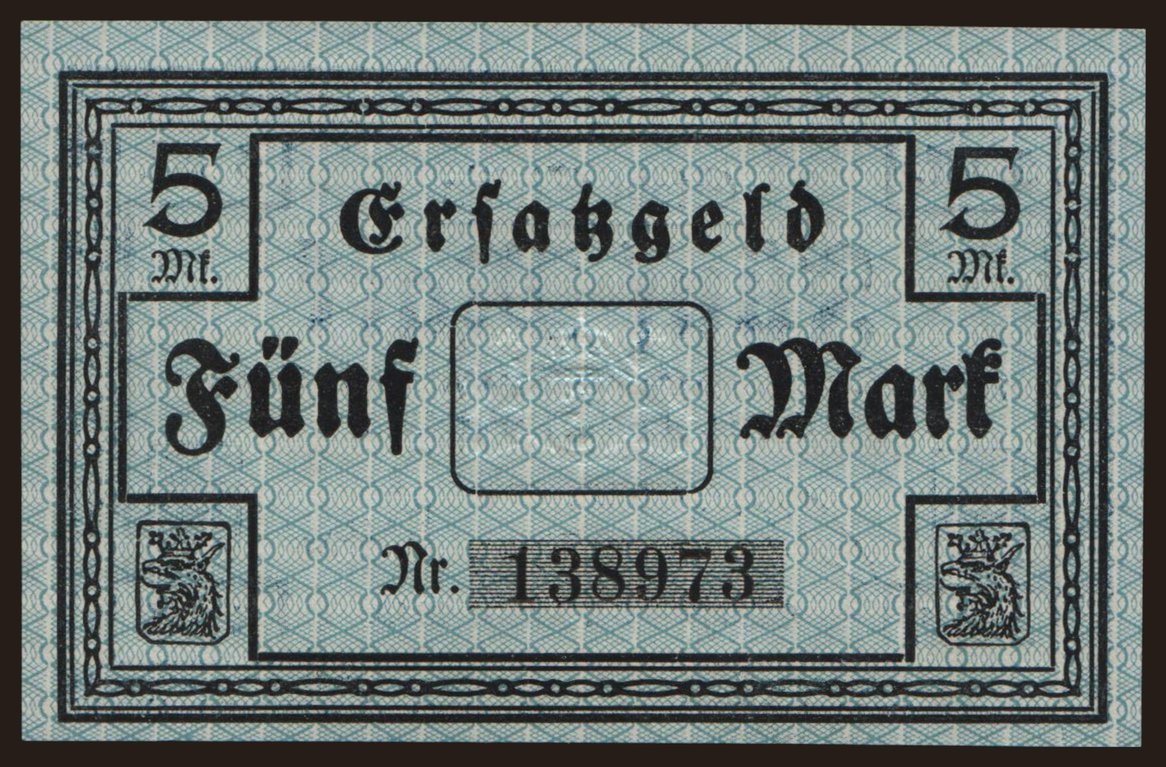 5 Mk. Ersatzgeld 5 Mk.
Fünf Mark
Nr. 138973